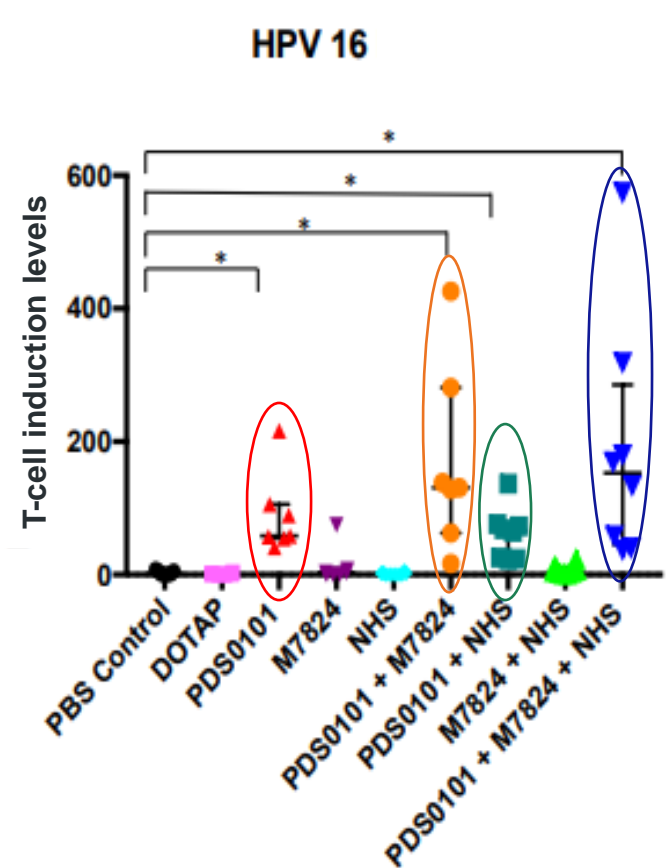 HPV 16
*
*
*
*
T-cell induction levels
600
400
200
0
PBS Control
DOTAP
PDS0101
M7824
NHS
PDS0101 + M7824
PDS0101 + NHS
M7824 + NHS
PDS0101 + M7824 + NHS